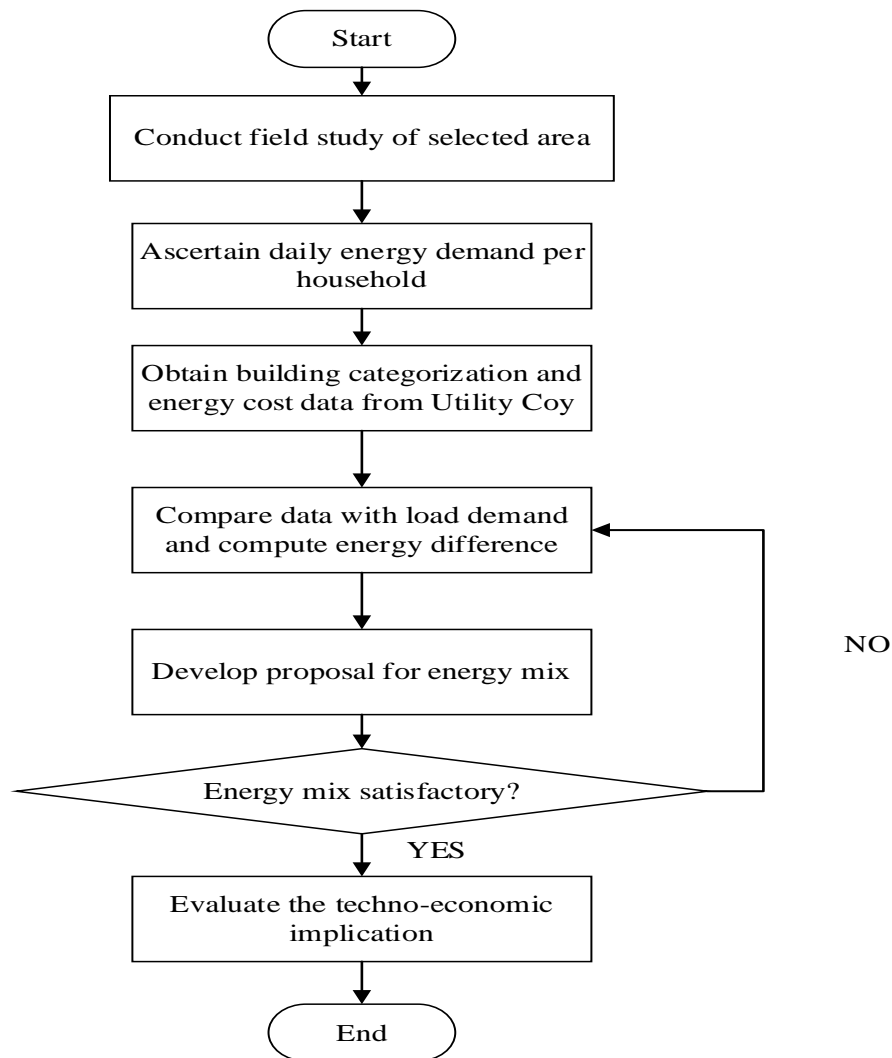 Start
Conduct field study of selected area
Ascertain daily energy demand per
household
Obtain building categorization and
energy cost data from Utility Coy
Compare data with load demand
and compute energy difference
NO
Develop proposal for energy mix
Energy mix satisfactory?
YES
Evaluate the techno-economic
implication
End